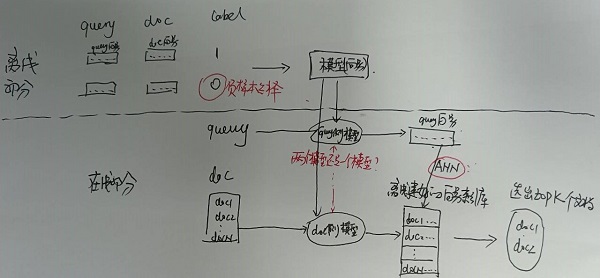 query doc label
离线部分
query向量 doc向量 1
0 负样本选择
大模型(向量)
query query侧模型 query向量
两个模型还是一个模型?
ANN
在线部分
doc
doc1
doc2
docN
doc侧模型
离线建好的向量索引库
doc1...
doc2...
docN...
选出topK个文档
doc1
doc2